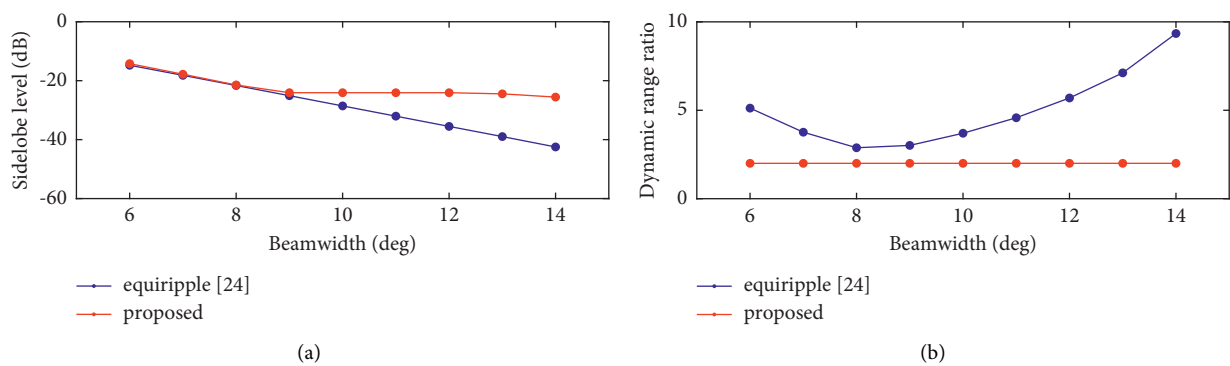 Sidelobe level (dB)
0
-20
-40
-60
6
8
10
12
14
Beamwidth (deg)
equiripple [24]
proposed
(a)
Dynamic range ratio
10
5
0
6
8
10
12
14
Beamwidth (deg)
equiripple [24]
proposed
(b)